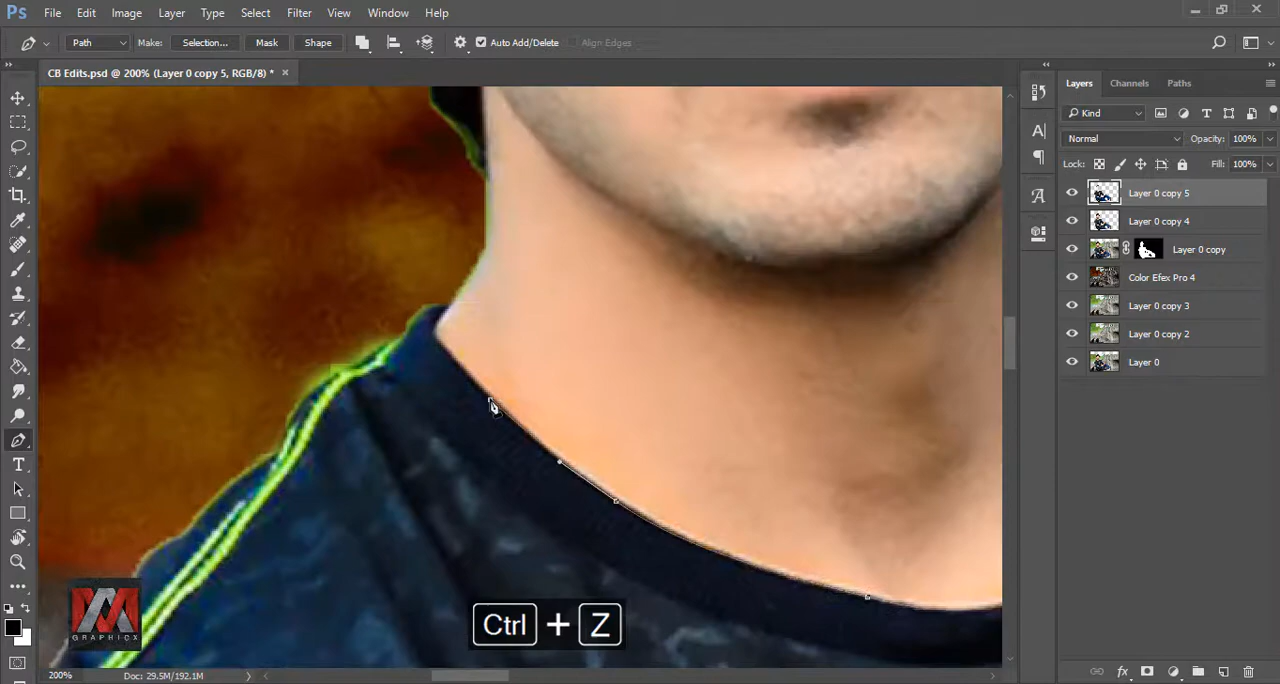 Ps File Edit Image Layer Type Select Filter 3D View Window Help
Path Make: Selection... Mask Shape Auto Add/Delete Align Edges
CB Edits.psd @ 200% (Layer 0 copy 5, RGB/8) * ×
Layers Channels Paths
Kind
Normal Opacity: 100%
Lock: Fill: 100%
Layer 0 copy 5
Layer 0 copy 4
Layer 0 copy
Color Efex Pro 4
Layer 0 copy 3
Layer 0 copy 2
Layer 0
GRAPHICX
Ctrl + Z
200% Doc: 29.5M/192.1M